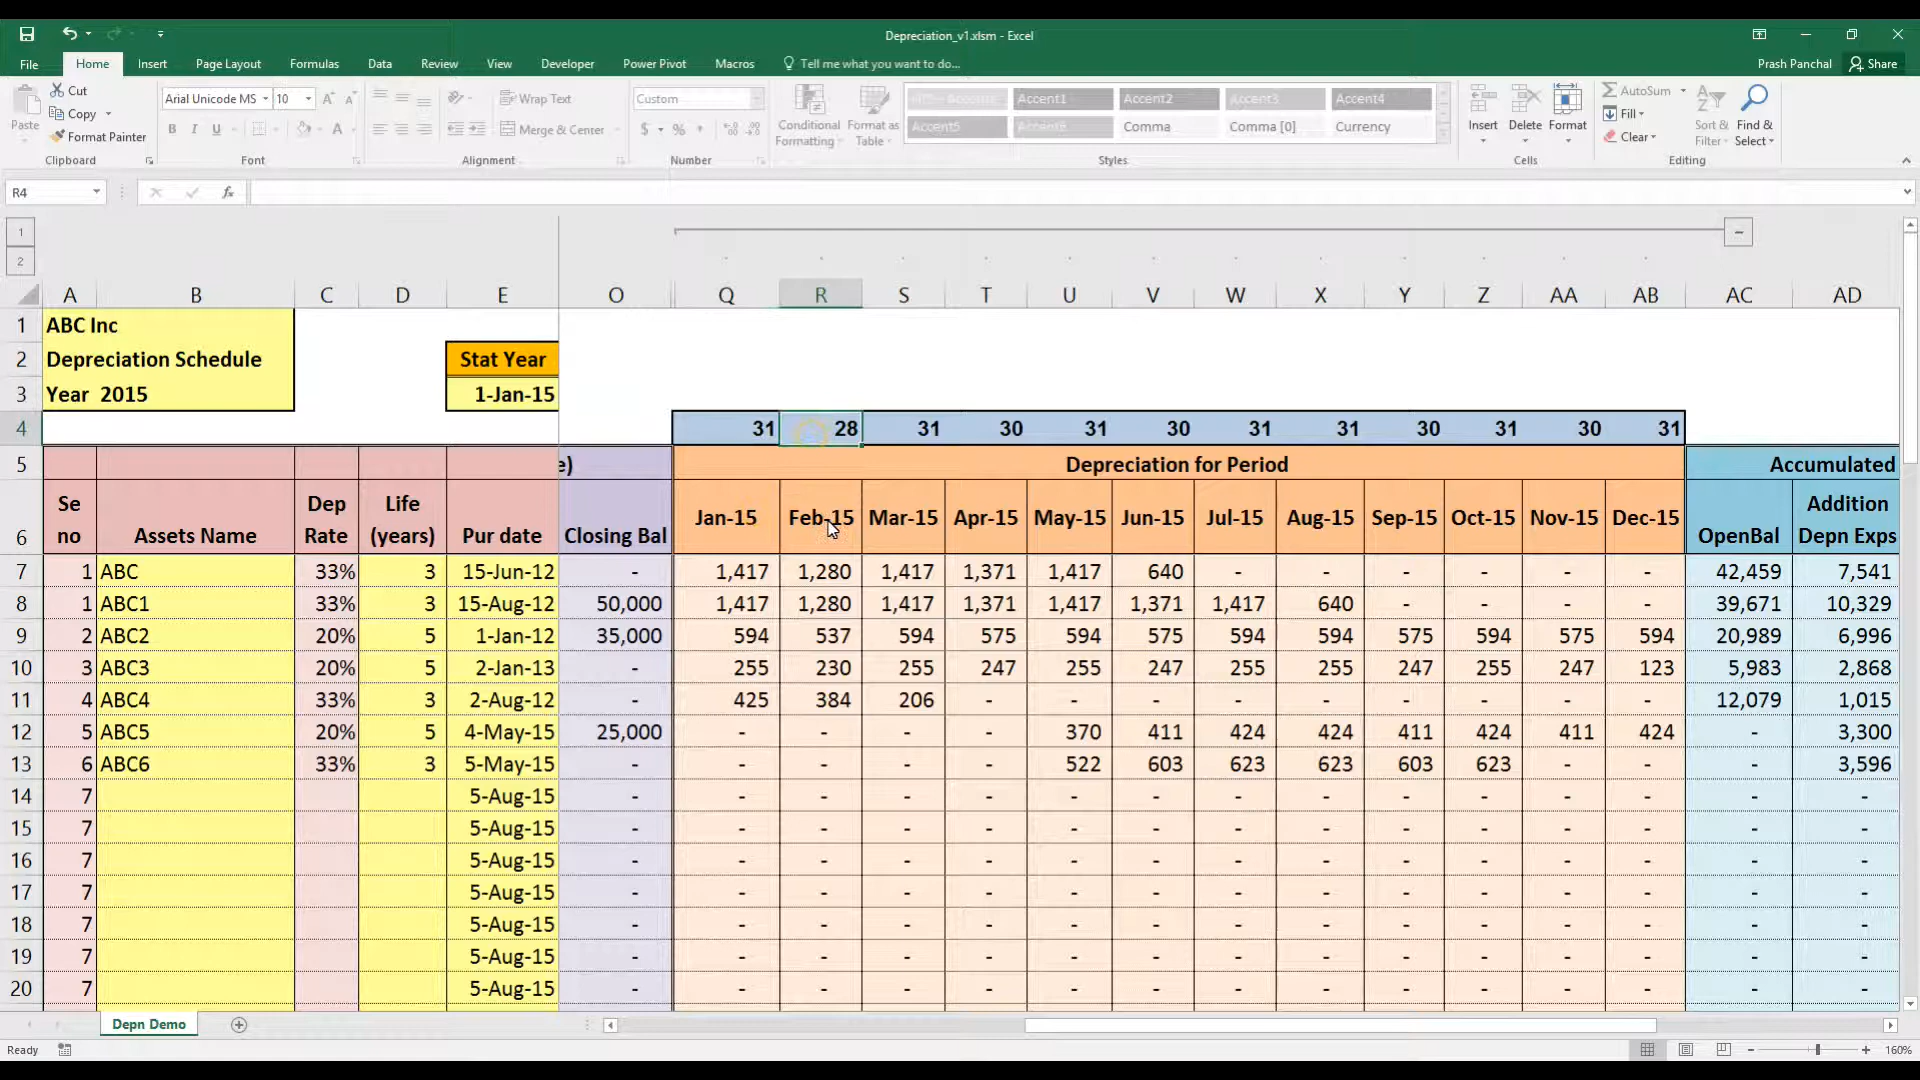 Depreciation_v1.xlsm - Excel
File Home Insert Page Layout Formulas Data Review View Developer Power Pivot Macros Tell me what you want to do... Prash Panchal Share
Paste
Cut
Copy
Format Painter
Clipboard
Arial Unicode MS 10
B I U
Font
Wrap Text
Merge & Center
Alignment
Custom
$ %
Number
Conditional Formatting
Format as Table
Accent1 Accent2 Accent3 Accent4
Accent5 Accent6 Comma Comma [0] Currency
Styles
Insert Delete Format
Cells
AutoSum
Fill
Clear
Sort & Filter
Find & Select
Editing
R4 fx
1
2
A B C D E O Q R S T U V W X Y Z AA AB AC AD
1 ABC Inc
2 Depreciation Schedule Stat Year
3 Year 2015 1-Jan-15
4 31 28 31 30 31 30 31 31 30 31 30 31
5 e) Depreciation for Period Accumulated
6 Se no Assets Name Dep Rate Life (years) Pur date Closing Bal Jan-15 Feb-15 Mar-15 Apr-15 May-15 Jun-15 Jul-15 Aug-15 Sep-15 Oct-15 Nov-15 Dec-15 OpenBal Addition Depn Exps
7 1 ABC 33% 3 15-Jun-12 - 1,417 1,280 1,417 1,371 1,417 640 - - - - - - 42,459 7,541
8 1 ABC1 33% 3 15-Aug-12 50,000 1,417 1,280 1,417 1,371 1,417 1,371 1,417 640 - - - - 39,671 10,329
9 2 ABC2 20% 5 1-Jan-12 35,000 594 537 594 575 594 575 594 594 575 594 575 594 20,989 6,996
10 3 ABC3 20% 5 2-Jan-13 - 255 230 255 247 255 247 255 255 247 255 247 123 5,983 2,868
11 4 ABC4 33% 3 2-Aug-12 - 425 384 206 - - - - - - - - - 12,079 1,015
12 5 ABC5 20% 5 4-May-15 25,000 - - - - 370 411 424 424 411 424 411 424 - 3,300
13 6 ABC6 33% 3 5-May-15 - - - - - 522 603 623 623 603 623 - - - 3,596
14 7 5-Aug-15 - - - - - - - - - - - - - - -
15 7 5-Aug-15 - - - - - - - - - - - - - - -
16 7 5-Aug-15 - - - - - - - - - - - - - - -
17 7 5-Aug-15 - - - - - - - - - - - - - - -
18 7 5-Aug-15 - - - - - - - - - - - - - - -
19 7 5-Aug-15 - - - - - - - - - - - - - - -
20 7 5-Aug-15 - - - - - - - - - - - - - - -
Depn Demo
Ready 160%